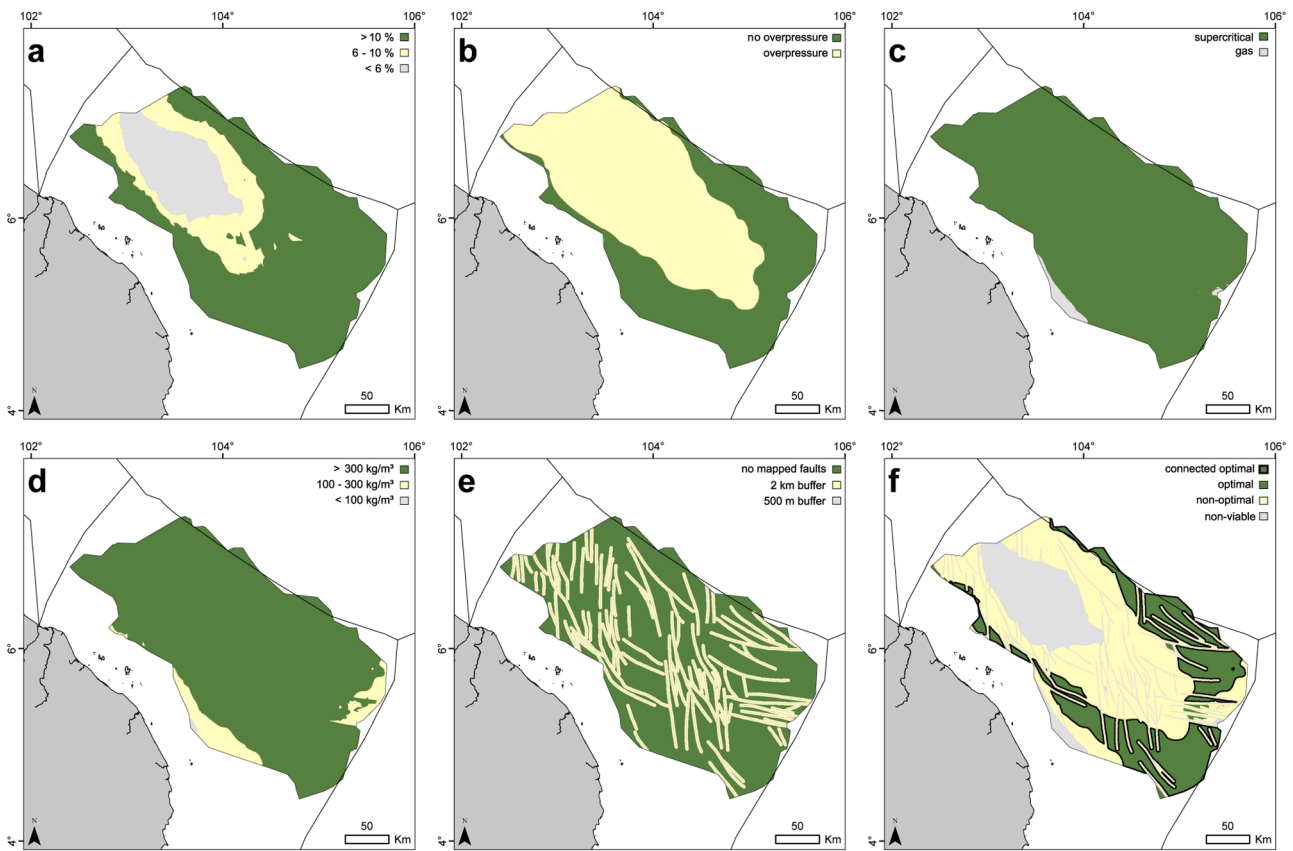 102° 104° 106° 102° 104° 106° 102° 104° 106°
a
> 10 %
6 - 10 %
< 6 %
6°
4°
N
50
Km
b
no overpressure
overpressure
6°
4°
N
50
Km
c
supercritical
gas
6°
4°
N
50
Km
102° 104° 106° 102° 104° 106° 102° 104° 106°
d
> 300 kg/m³
100 - 300 kg/m³
< 100 kg/m³
6°
4°
N
50
Km
e
no mapped faults
2 km buffer
500 m buffer
6°
4°
N
50
Km
f
connected optimal
optimal
non-optimal
non-viable
6°
4°
N
50
Km